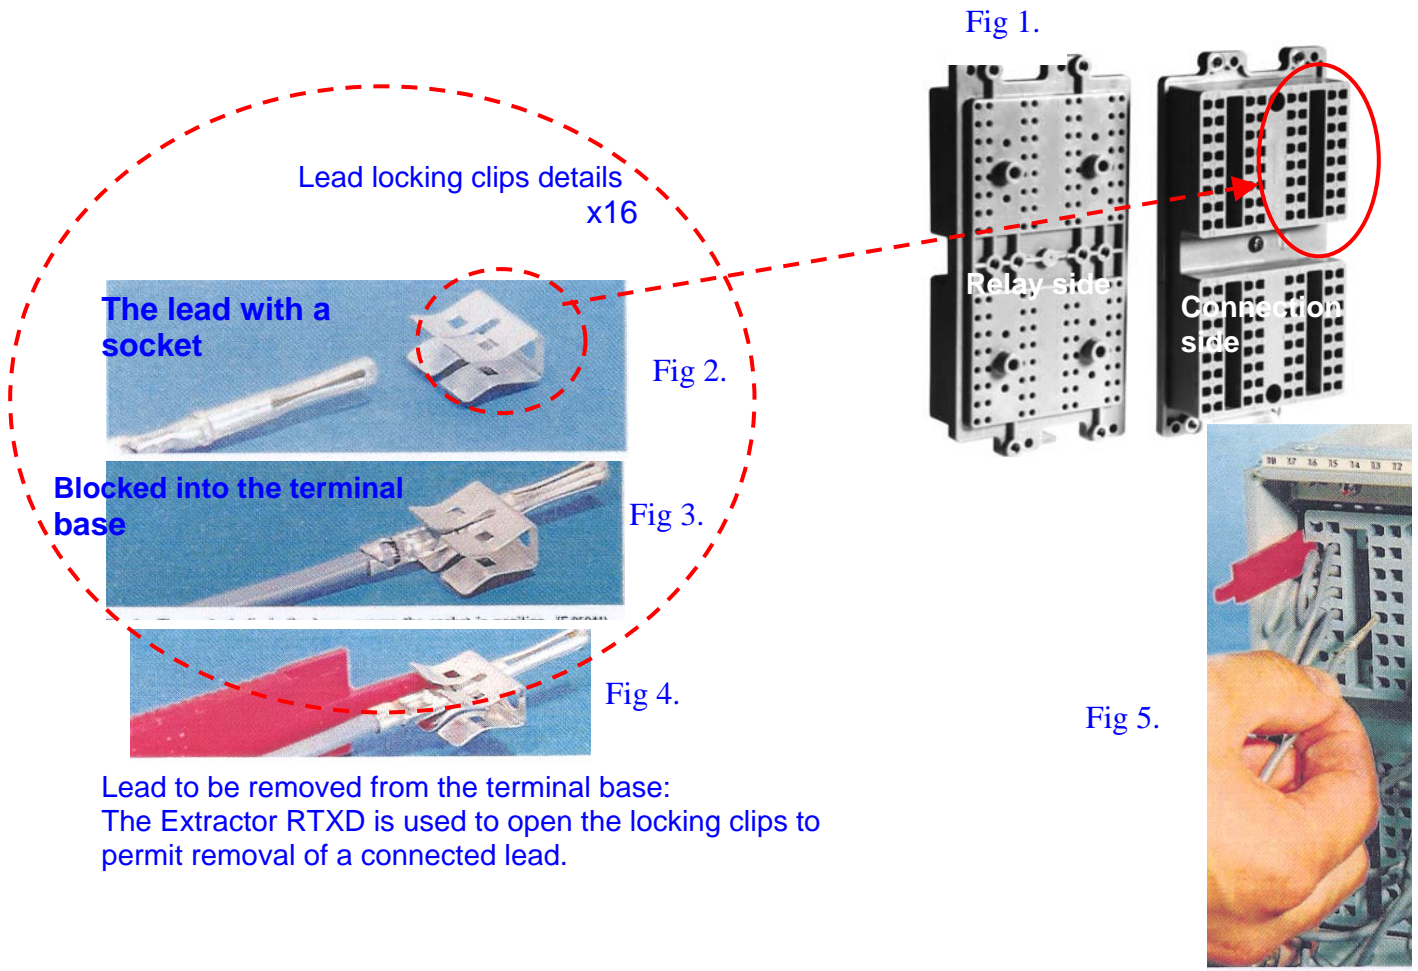 Fig 1.
Lead locking clips details
x16
The lead with a
socket
Fig 2.
Relay side
Connection
side
Blocked into the terminal
base
Fig 3.
Fig 4.
Lead to be removed from the terminal base:
The Extractor RTXD is used to open the locking clips to
permit removal of a connected lead.
Fig 5.